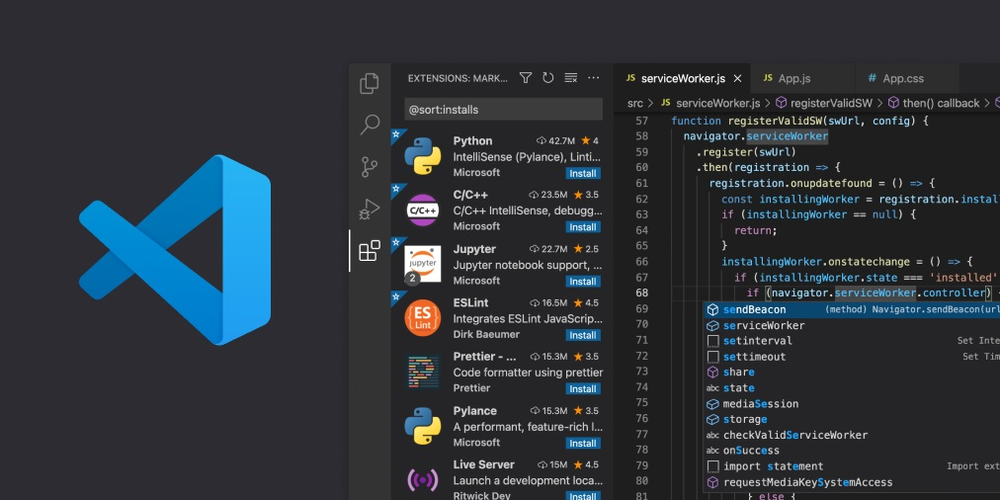 EXTENSIONS: MARK...
@sort:installs
Python 42.7M ★ 4
IntelliSense (Pylance), Linti...
Microsoft Install
C/C++
C/C++ 23.5M ★ 3.5
C/C++ IntelliSense, debugg...
Microsoft Install
jupyter
2
Jupyter 22.7M ★ 2.5
Jupyter notebook support, ...
Microsoft Install
ES
Lint
ESLint 16.5M ★ 4.5
Integrates ESLint JavaScrip...
Dirk Baeumer Install
Prettier - ... 15.3M ★ 3.5
Code formatter using prettier
Prettier Install
Pylance 15.3M ★ 3.5
A performant, feature-rich l...
Microsoft Install
Live Server 15M ★ 4.5
Launch a development loca...
Ritwick Dev Install
JS serviceWorker.js × JS App.js # App.css
src > JS serviceWorker.js > registerValidSW > then() callback >
57 function registerValidSW(swUrl, config) {
58 navigator.serviceWorker
59 .register(swUrl)
60 .then(registration => {
61 registration.onupdatefound = () => {
62 const installingWorker = registration.instal
63 if (installingWorker == null) {
64 return;
65 }
66 installingWorker.onstatechange = () => {
67 if (installingWorker.state === 'installed'
68 if (navigator.serviceWorker.controller) {
69 sendBeacon (method) Navigator.sendBeacon(url
70 serviceWorker
71 setinterval Set Inte
72 settimeout Set Tim
73 share
74 state
75 mediaSession
76 storage
77 abc checkValidServiceWorker
78 abc onSuccess
79 import statement Import ext
80 requestMediaKeySystemAccess
81 } else {